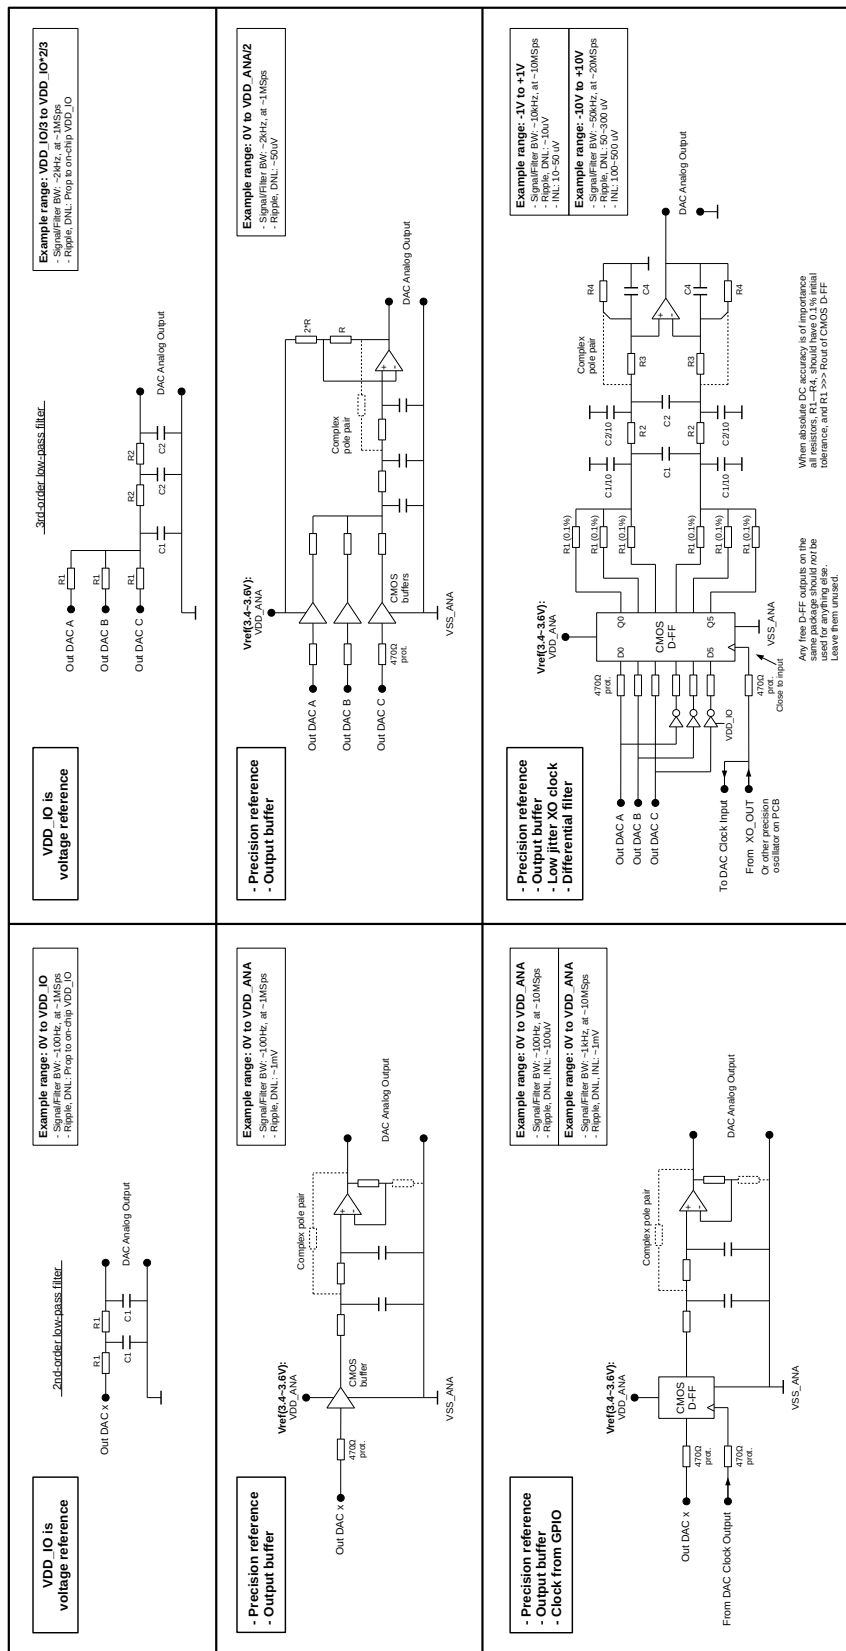 VDD_IO is
voltage reference
2nd-order low-pass filter
Out DAC x
R1
R1
C1
C1
DAC Analog Output
Example range: 0V to VDD_IO
- Signal/Filter BW: ~100Hz, at ~1MSps
- Ripple, DNL: Prop to on-chip VDD_IO
VDD_IO is
voltage reference
3rd-order low-pass filter
Out DAC A
Out DAC B
Out DAC C
R1
R1
R1
R2
R2
C1
C2
C2
DAC Analog Output
Example range: VDD_IO/3 to VDD_IO*2/3
- Signal/Filter BW: ~2kHz, at ~1MSps
- Ripple, DNL: Prop to on-chip VDD_IO
- Precision reference
- Output buffer
Out DAC x
470Ω
prot.
Vref(3.4~3.6V):
VDD_ANA
CMOS
buffer
VSS_ANA
Complex pole pair
+
-
DAC Analog Output
Example range: 0V to VDD_ANA
- Signal/Filter BW: ~100Hz, at ~1MSps
- Ripple, DNL: ~1mV
- Precision reference
- Output buffer
Out DAC A
Out DAC B
Out DAC C
470Ω
prot.
Vref(3.4~3.6V):
VDD_ANA
CMOS
buffers
VSS_ANA
Complex
pole pair
2*R
R
+
-
DAC Analog Output
Example range: 0V to VDD_ANA/2
- Signal/Filter BW: ~2kHz, at ~1MSps
- Ripple, DNL: ~50uV
- Precision reference
- Output buffer
- Clock from GPIO
Out DAC x
From DAC Clock Output
470Ω
prot.
470Ω
prot.
Vref(3.4~3.6V):
VDD_ANA
CMOS
D-FF
VSS_ANA
Complex pole pair
+
-
DAC Analog Output
Example range: 0V to VDD_ANA
- Signal/Filter BW: ~100Hz, at ~10MSps
- Ripple, DNL, INL: ~100uV
Example range: 0V to VDD_ANA
- Signal/Filter BW: ~1kHz, at ~10MSps
- Ripple, DNL, INL: ~1mV
- Precision reference
- Output buffer
- Low jitter XO clock
- Differential filter
Out DAC A
Out DAC B
Out DAC C
To DAC Clock Input
From XO_OUT
Or other precision
oscillator on PCB
VDD_IO
470Ω
prot.
470Ω
prot.
Close to input
Vref(3.4~3.6V):
VDD_ANA
D0
Q0
CMOS
D-FF
D5
Q5
VSS_ANA
R1 (0.1%)
R1 (0.1%)
R1 (0.1%)
R1 (0.1%)
R1 (0.1%)
R1 (0.1%)
C1/10
C2/10
C1
R2
C2
R2
C1/10
C2/10
Complex
pole pair
R3
R3
R4
C4
C4
R4
+
-
DAC Analog Output
Example range: -1V to +1V
- Signal/Filter BW: ~10kHz, at ~10MSps
- Ripple, DNL: ~10uV
- INL: 10~50 uV
Example range: -10V to +10V
- Signal/Filter BW: ~50kHz, at ~20MSps
- Ripple, DNL: 50~300 uV
- INL: 100~500 uV
Any free D-FF outputs on the
same package should not be
used for anything else.
Leave them unused.
When absolute DC accuracy is of importance
all resistors, R1—R4, should have 0.1% initial
tolerance, and R1 >>> Rout of CMOS D-FF